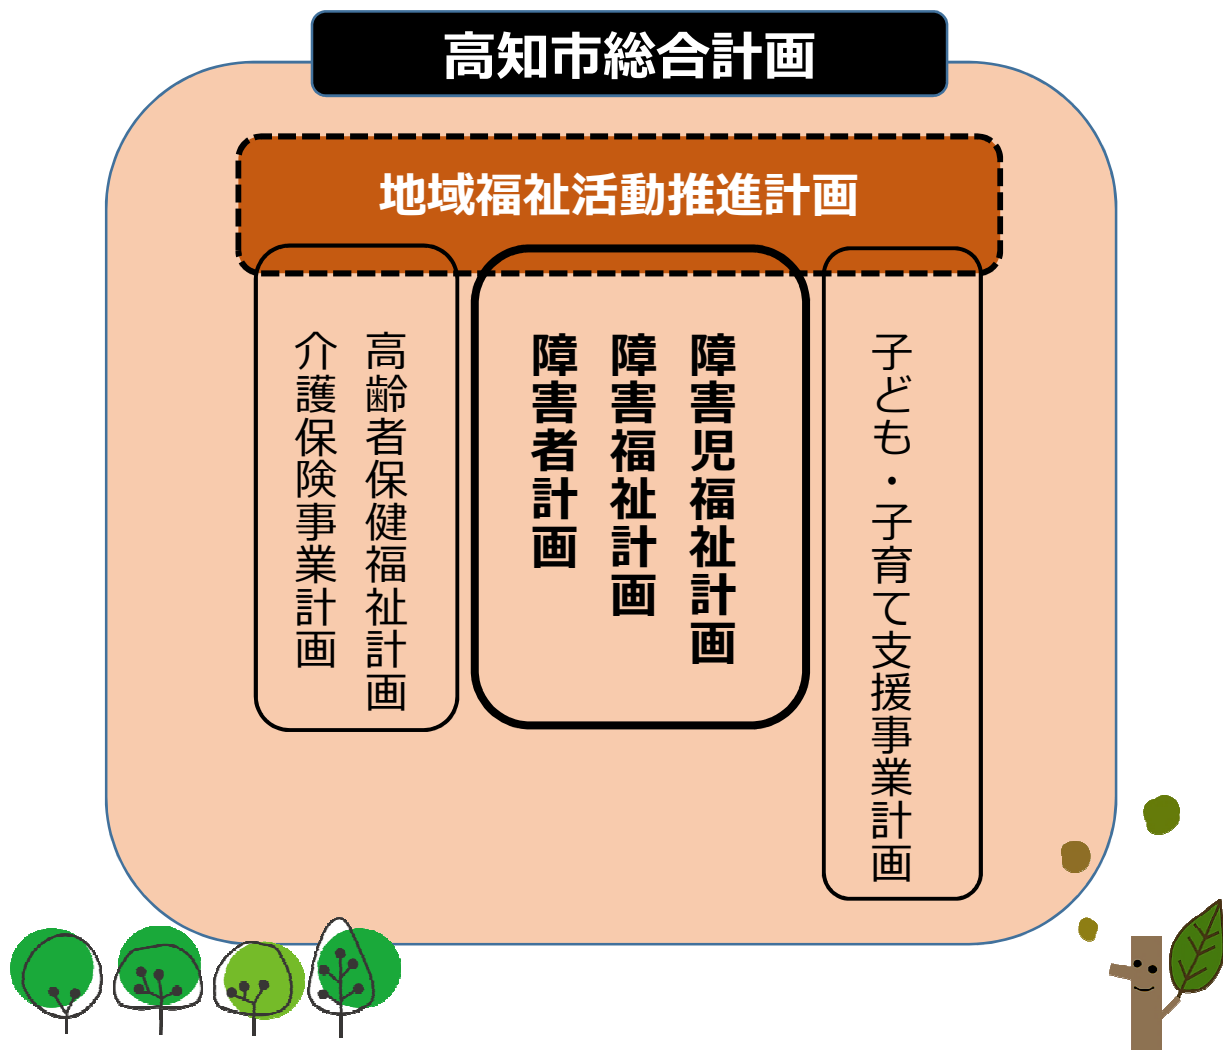 高知市総合計画
地域福祉活動推進計画
子ども・子育て支援事業計画
障害児福祉計画
障害福祉計画
障害者計画
高齢者保健福祉計画
介護保険事業計画